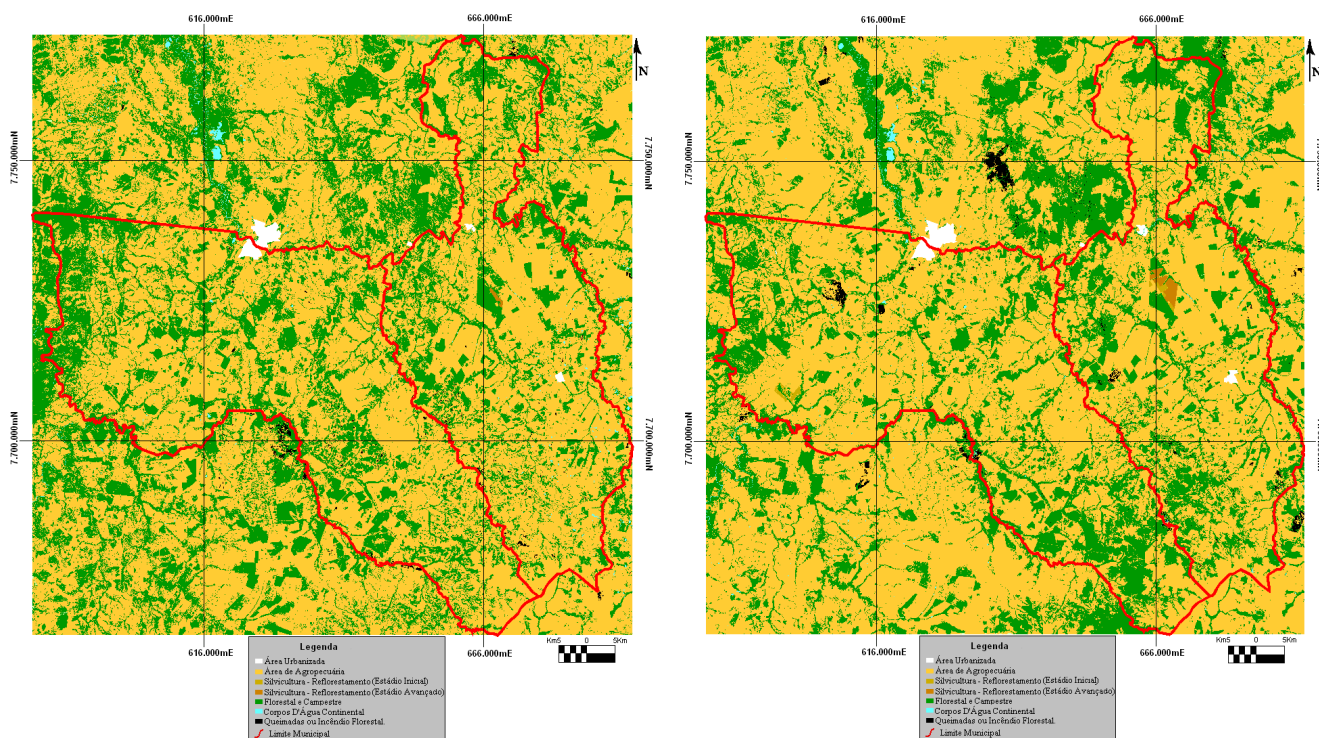 616.000mE
666.000mE
N
7.750.000mN
7.750.000mN
7.700.000mN
7.700.000mN
616.000mE
666.000mE
Km5 0 5Km
Legenda
Área Urbanizada
Área de Agropecuária
Silvicultura - Reflorestamento (Estádio Inicial)
Silvicultura - Reflorestamento (Estádio Avançado)
Florestal e Campestre
Corpos D'Água Continental
Queimadas ou Incêndio Florestal.
Limite Municipal
616.000mE
666.000mE
N
7.750.000mN
7.700.000mN
616.000mE
666.000mE
Km5 0 5Km
Legenda
Área Urbanizada
Área de Agropecuária
Silvicultura - Reflorestamento (Estádio Inicial)
Silvicultura - Reflorestamento (Estádio Avançado)
Florestal e Campestre
Corpos D'Água Continental
Queimadas ou Incêndio Florestal.
Limite Municipal